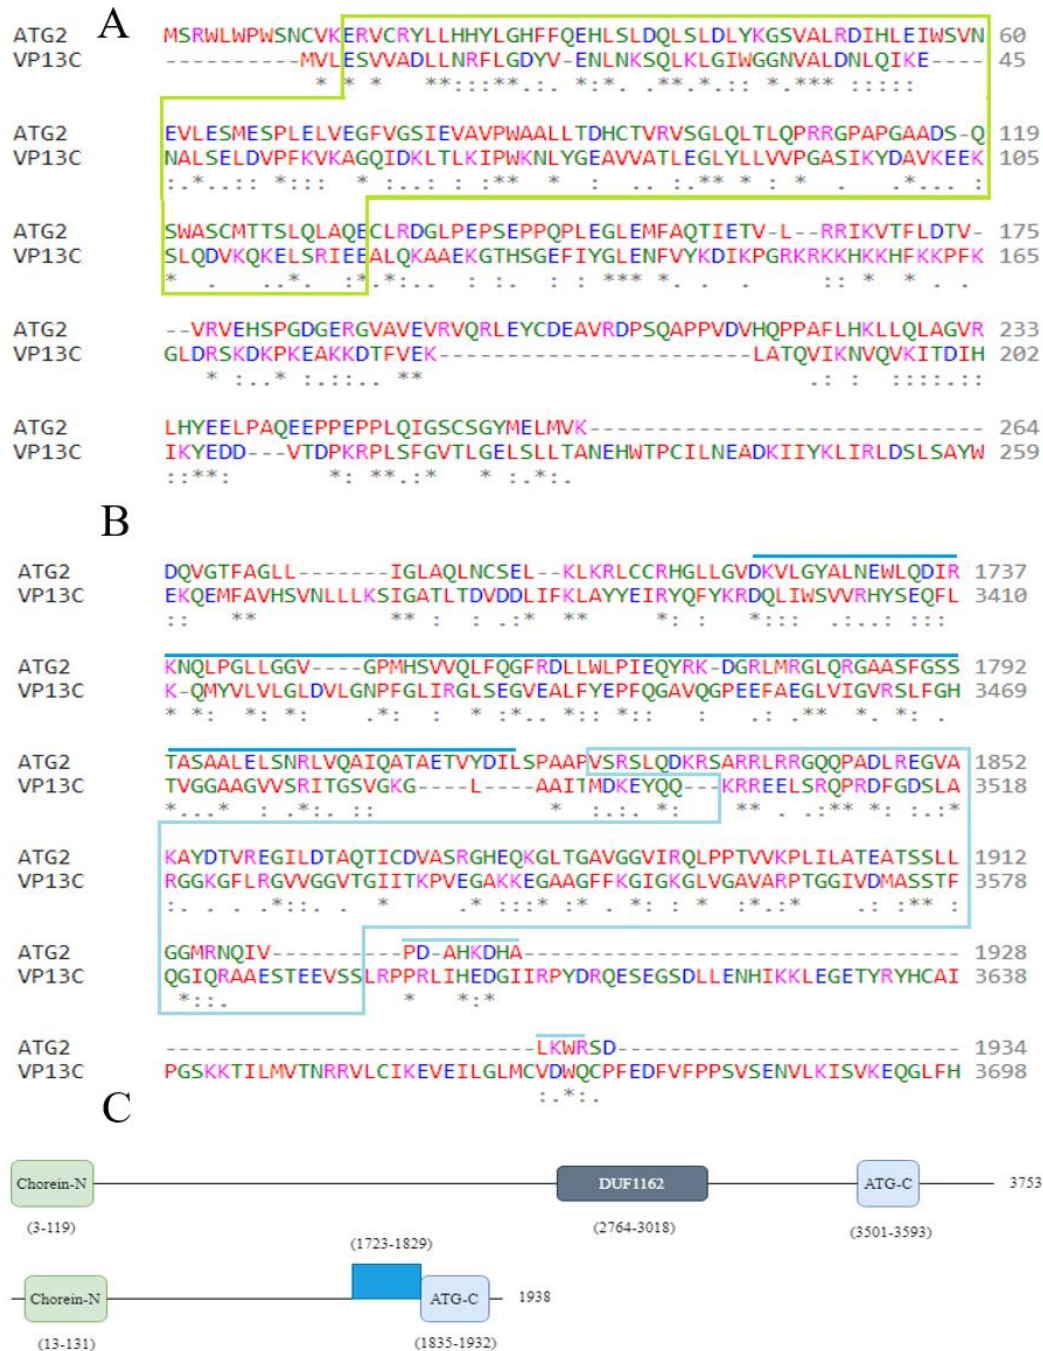 A
ATG2 MSRWLWPWSNCVKERVCRYLLHHYLGHFFQEHLSLDQLSLDLYKGSVALRDIHLEIWSVN 60
VP13C ----------MVLESVVADLLNRFLGDYV-ENLNKSQLKLGIWGGNVALDNLQIKE---- 45
* * * **:::**.:. *:*. .**.*.:: *.*** :::::
ATG2 EVLESMESPLELVEGFVGSIEVAVPWAALLTDHCTVRVSGLQLTLQPRRGPAPGAADS-Q 119
VP13C NALSELDVPFKVKAGQIDKLTLKIPWKNLYGEAVVATLEGLYLLVVPGASIKYDAVKEEK 105
:.*..:: *::: * :..: : :** * : .. :.** * : * . .*... :
ATG2 SWASCMTTSLQLAQECLRDGLPEPSEPPQPLEGLEMFAQTIETV-L--RRIKVTFLDTV- 175
VP13C SLQDVKQKELSRIEEALQKAAEKGTHSGEFIYGLENFVYKDIKPGRKRKKHKKHFKKPFK 165
* . ..*. :*.*:.. : :. : : *** *. . . :: * * . .
ATG2 --VRVEHSPGDGERGVAVEVRVQRLEYCDEAVRDPSQAPPVDVHQPPAFLHKLLQLAGVR 233
VP13C GLDRSKDKPKEAKKDTFVEK----------------------------LATQVIKNVQVKITDIH 202
* :..* :.::.. ** .: : ::::.::
ATG2 LHYEELPAQEEPPEPPLQIGSCSGYMELMVK----------------------------- 264
VP13C IKYEDD---VTDPKRPLSFGVTLGELSLLTANEHWTPCILNEADKIIYKLIRLDSLSAYW 259
::**: *: **.:* * :.*:.
B
ATG2 DQVGTFAGLL-------IGLAQLNCSEL--KLKRLCCRHGLLGVDKVLGYALNEWLQDIR 1737
VP13C EKQEMFAVHSVNLLLKSIGATLTDVDDLIFKLAYYEIRYQFYKRDQLIWSVVRHYSEQFL 3410
:: ** ** : : .:* ** *: : *::: .:..: :::
ATG2 KNQLPGLLGGV----GPMHSVVQLFQGFRDLLWLPIEQYRK-DGRLMRGLQRGAASFGSS 1792
VP13C K-QMYVLVLGLDVLGNPFGLIRGLSEGVEALFYEPFQGAVQGPEEFAEGLVIGVRSLFGH 3469
* *: *: *: .*: : * :*.. *:: *:: : .: .** *. *: .
ATG2 TASAALELSNRLVQAIQATAETVYDILSPAAPVSRSLQDKRSARRLRRGQQPADLREGVA 1852
VP13C TVGGAAGVVSRITGSVGKG----L----AAITMDKEYQQ---KRREELSRQPRDFGDSLA 3518
*...* : .*:. :: * :.:. *: ** . .:** *: :.:*
ATG2 KAYDTVREGILDTAQTICDVASRGHEQKGLTGAVGGVIRQLPPTVVKPLILATEATSSLL 1912
VP13C RGGKGFLRGVVGGVTGIITKPVEGAKKEGAAGFFKGIGKGLVGAVARPTGGIVDMASSTF 3578
:. . . .*::. . * .* :::* :* . *: : * :*.:* .: :** :
ATG2 GGMRNQIV----------PD-AHKDHA--------------------------------- 1928
VP13C QGIQRAAESTEEVSSLRPPRLIHEDGIIRPYDRQESEGSDLLENHIKKLEGETYRYHCAI 3638
*::. * *:*
ATG2 --------------------------------LKWRSD---------------------- 1934
VP13C PGSKKTILMVTNRRVLCIKEVEILGLMCVDWQCPFEDFVFPPSVSENVLKISVKEQGLFH 3698
:.*:.
C
Chorein-N DUF1162 ATG-C 3753
(3-119) (2764-3018) (3501-3593)
(1723-1829)
Chorein-N ATG-C 1938
(13-131) (1835-1932)